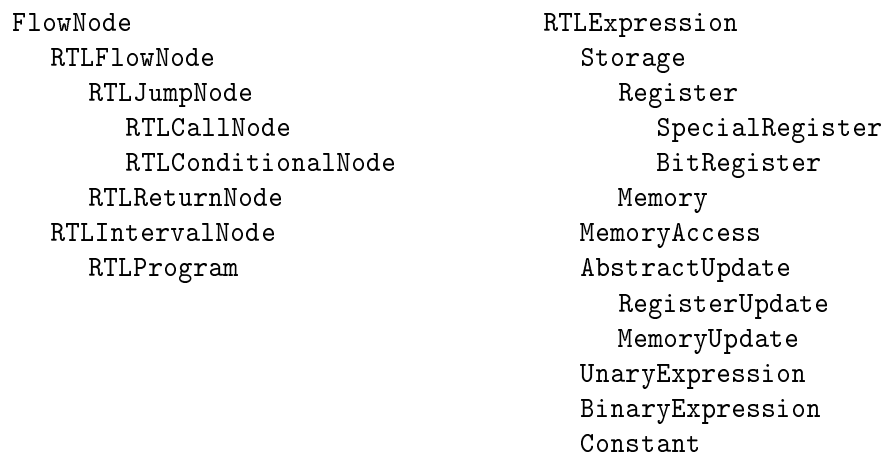 FlowNode
RTLFlowNode
RTLJumpNode
RTLCallNode
RTLConditionalNode
RTLReturnNode
RTLIntervalNode
RTLProgram
RTLExpression
Storage
Register
SpecialRegister
BitRegister
Memory
MemoryAccess
AbstractUpdate
RegisterUpdate
MemoryUpdate
UnaryExpression
BinaryExpression
Constant